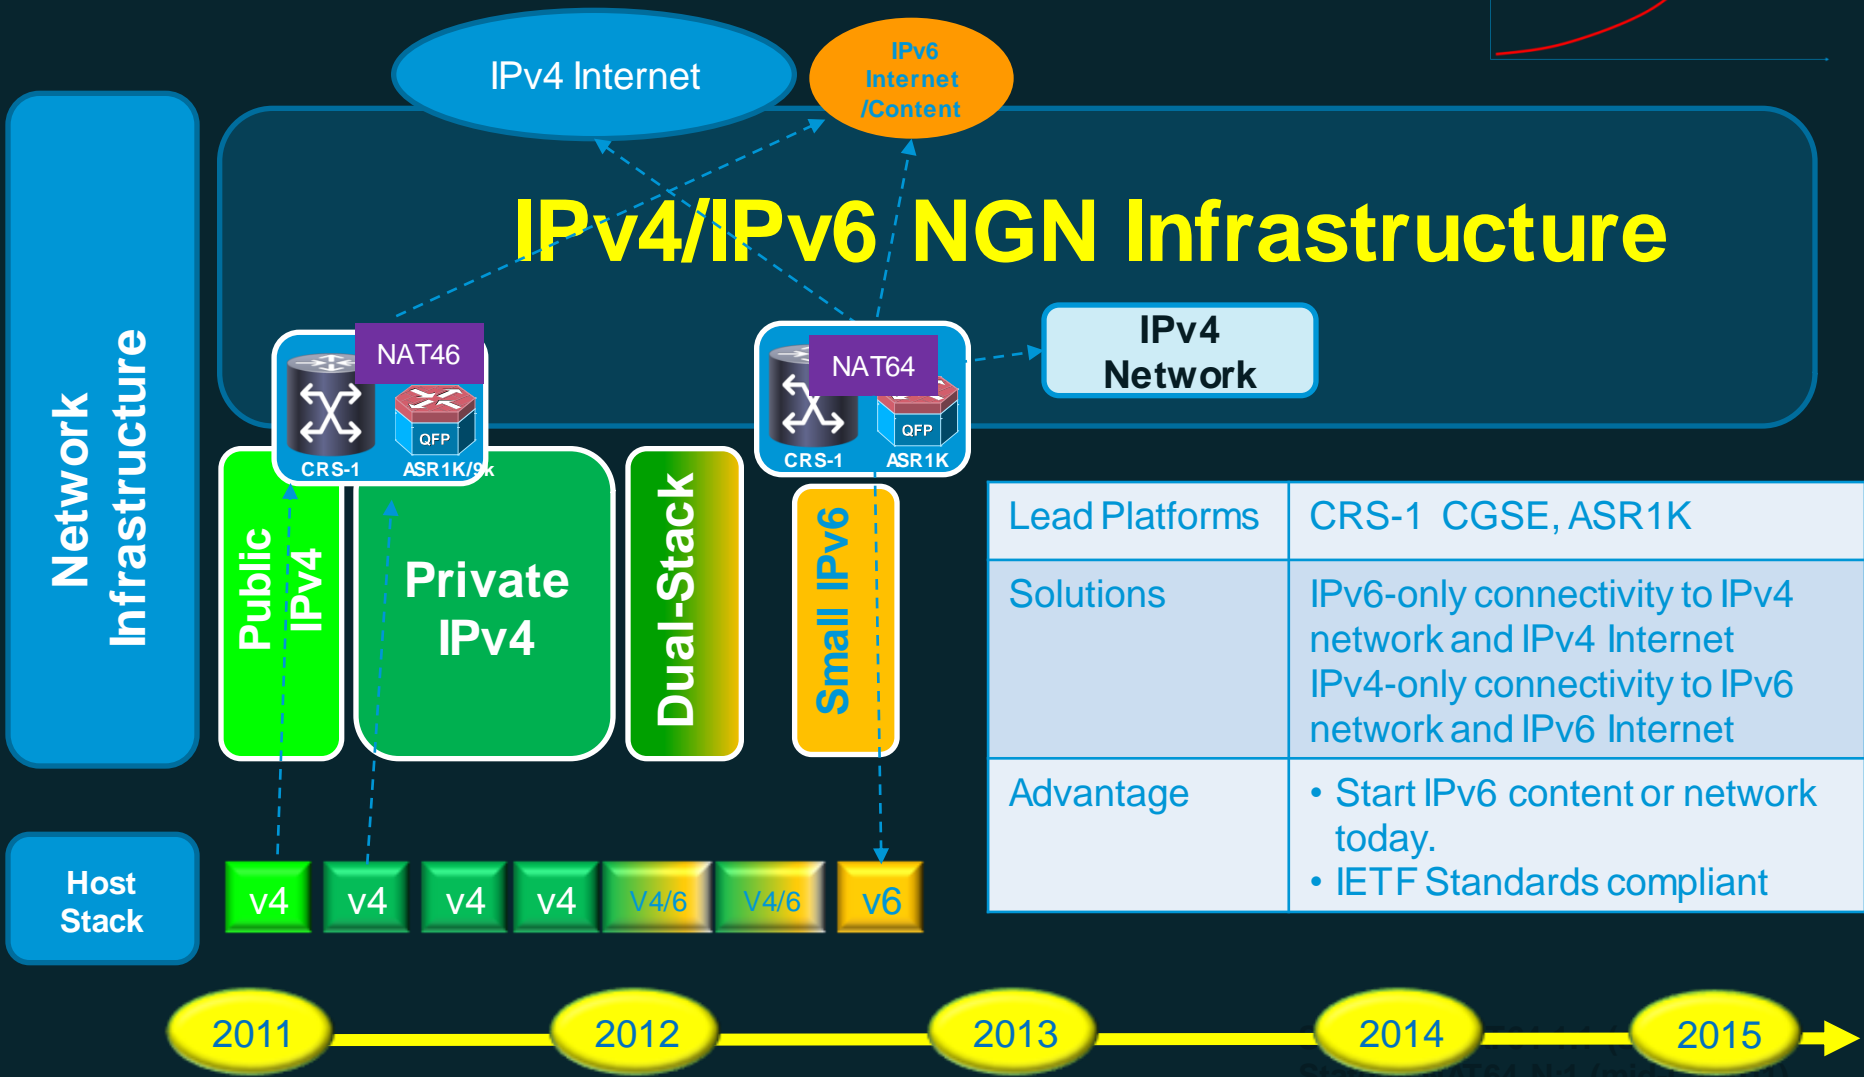 IPv4 Internet
IPv6
Internet
/Content
IPv4/IPv6 NGN Infrastructure
Network
Infrastructure
NAT46
QFP
CRS-1
ASR1K/9k
NAT64
QFP
CRS-1
ASR1K
IPv4
Network
Public
IPv4
Private
IPv4
Dual-Stack
Small IPv6
Lead Platforms
CRS-1 CGSE, ASR1K
Solutions
IPv6-only connectivity to IPv4
network and IPv4 Internet
IPv4-only connectivity to IPv6
network and IPv6 Internet
Advantage
• Start IPv6 content or network
today.
• IETF Standards compliant
Host
Stack
v4
v4
v4
v4
V4/6
V4/6
v6
2011
2012
2013
2014
2015